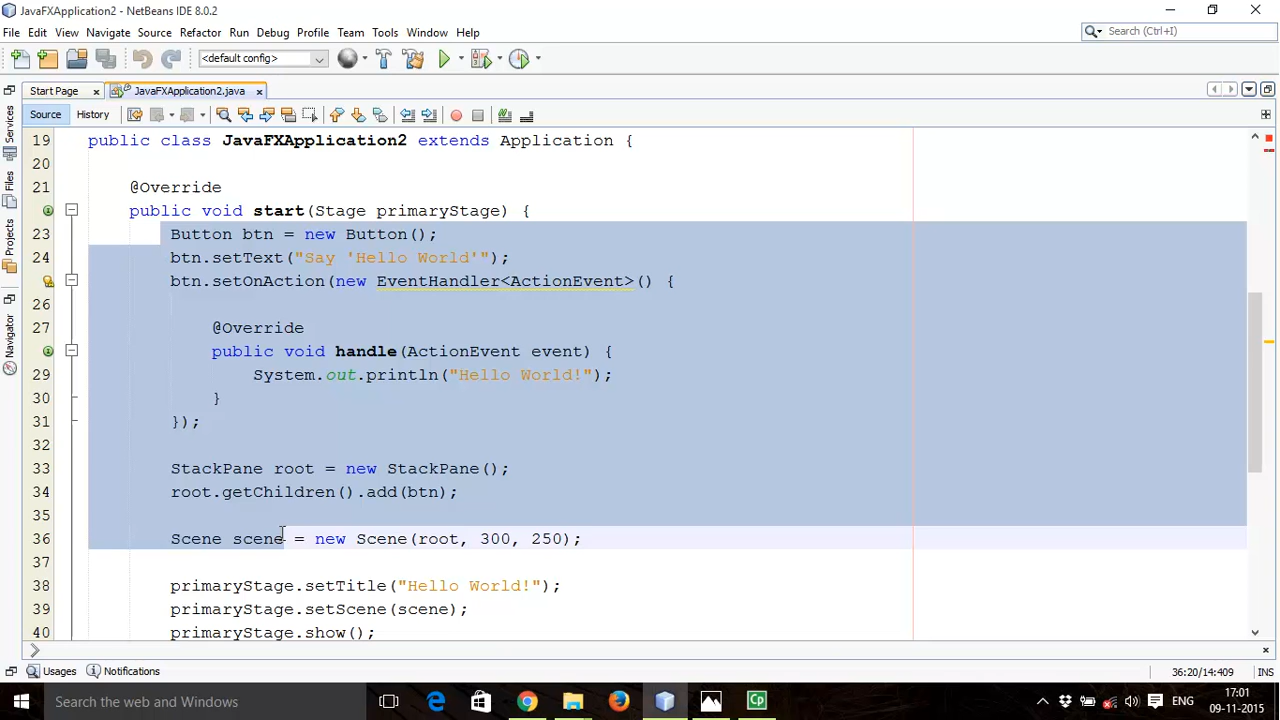 JavaFXApplication2 - NetBeans IDE 8.0.2
File Edit View Navigate Source Refactor Run Debug Profile Team Tools Window Help
Search (Ctrl+I)
<default config>
Start Page JavaFXApplication2.java
Source History
Services
Files
Projects
Navigator
19 public class JavaFXApplication2 extends Application {
20
21 @Override
public void start(Stage primaryStage) {
23 Button btn = new Button();
24 btn.setText("Say 'Hello World'");
btn.setOnAction(new EventHandler<ActionEvent>() {
26
27 @Override
public void handle(ActionEvent event) {
29 System.out.println("Hello World!");
30 }
31 });
32
33 StackPane root = new StackPane();
34 root.getChildren().add(btn);
35
36 Scene scene = new Scene(root, 300, 250);
37
38 primaryStage.setTitle("Hello World!");
39 primaryStage.setScene(scene);
40 primaryStage.show();
Usages Notifications
36:20/14:409 INS
Search the web and Windows
Cp
ENG
17:01
09-11-2015